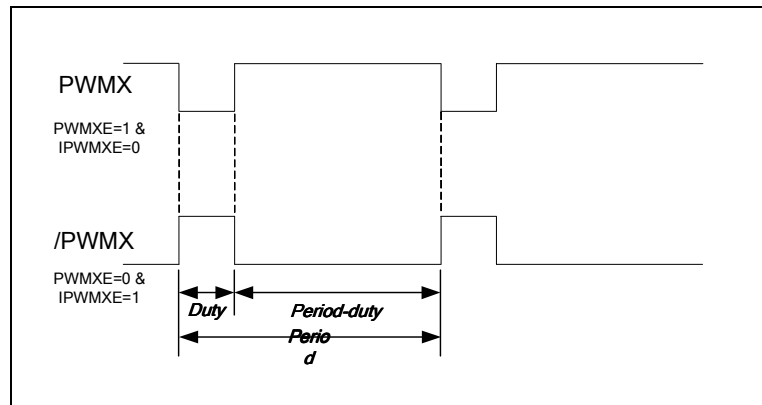 PWMX
PWMXE=1 &
IPWMXE=0
/PWMX
PWMXE=0 &
IPWMXE=1
Duty
Period-duty
Perio
d